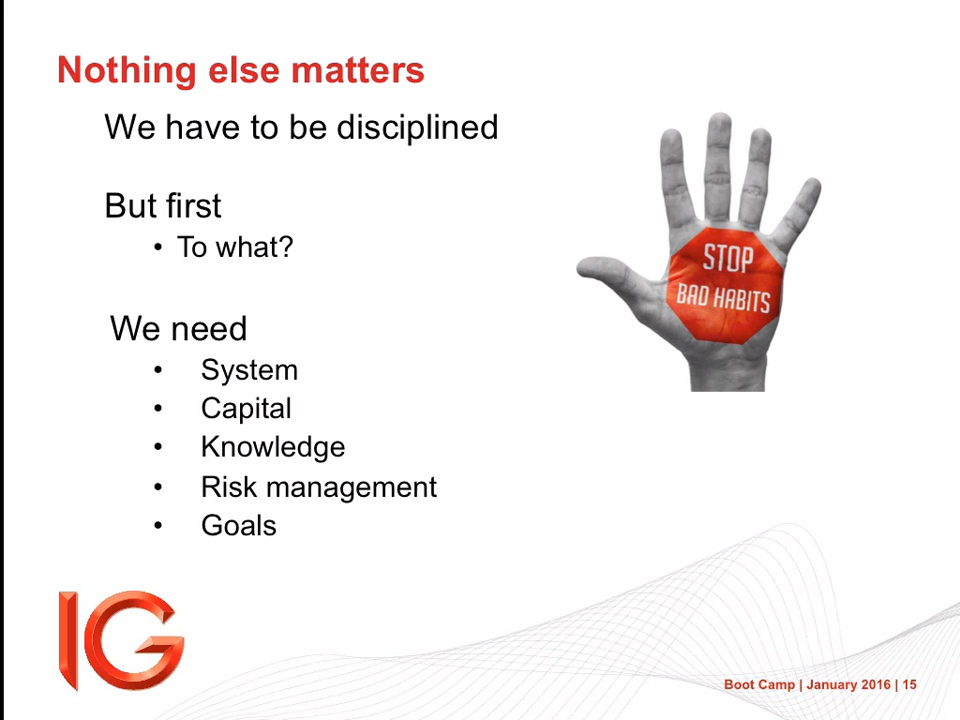 Nothing else matters
We have to be disciplined
But first
• To what?
We need
• System
• Capital
• Knowledge
• Risk management
• Goals
STOP
BAD HABITS
IG
Boot Camp | January 2016 | 15